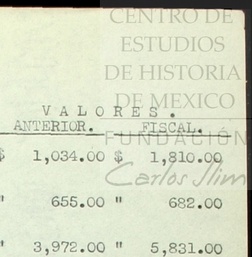 CENTRO DE
ESTUDIOS
DE HISTORIA
DE MEXICO
FUNDACIÓN
Carlos Slim
VALORES.
ANTERIOR. FISCAL.
$ 1,034.00 $ 1,810.00
" 655.00 " 682.00
" 3,972.00 " 5,831.00